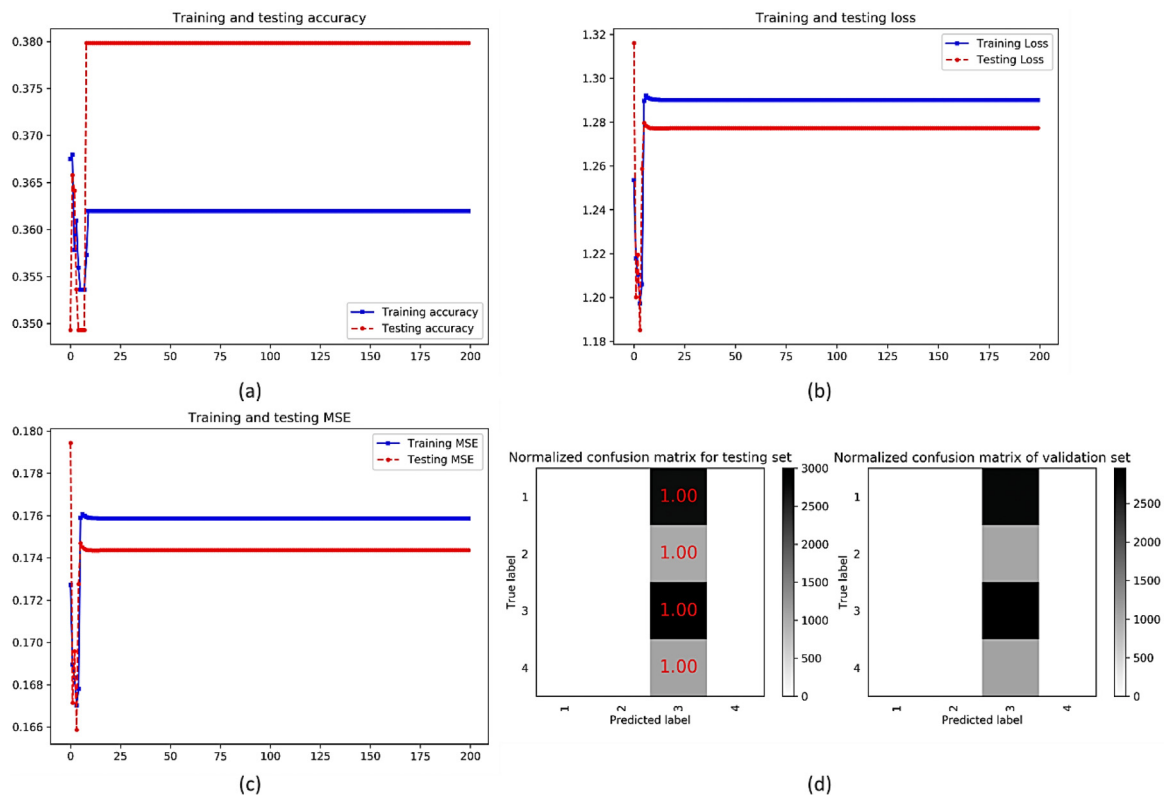 Training and testing accuracy
0.380
0.375
0.370
0.365
0.360
0.355
0.350
Training accuracy
Testing accuracy
0 25 50 75 100 125 150 175 200
(a)
Training and testing loss
1.32
1.30
1.28
1.26
1.24
1.22
1.20
1.18
Training Loss
Testing Loss
0 25 50 75 100 125 150 175 200
(b)
Training and testing MSE
0.180
0.178
0.176
0.174
0.172
0.170
0.168
0.166
Training MSE
Testing MSE
0 25 50 75 100 125 150 175 200
(c)
Normalized confusion matrix for testing set
True label
1
2
3
4
1.00
1.00
1.00
1.00
1 2 3 4
Predicted label
3000
2500
2000
1500
1000
500
0
Normalized confusion matrix of validation set
True label
1
2
3
4
1 2 3 4
Predicted label
2500
2000
1500
1000
500
0
(d)